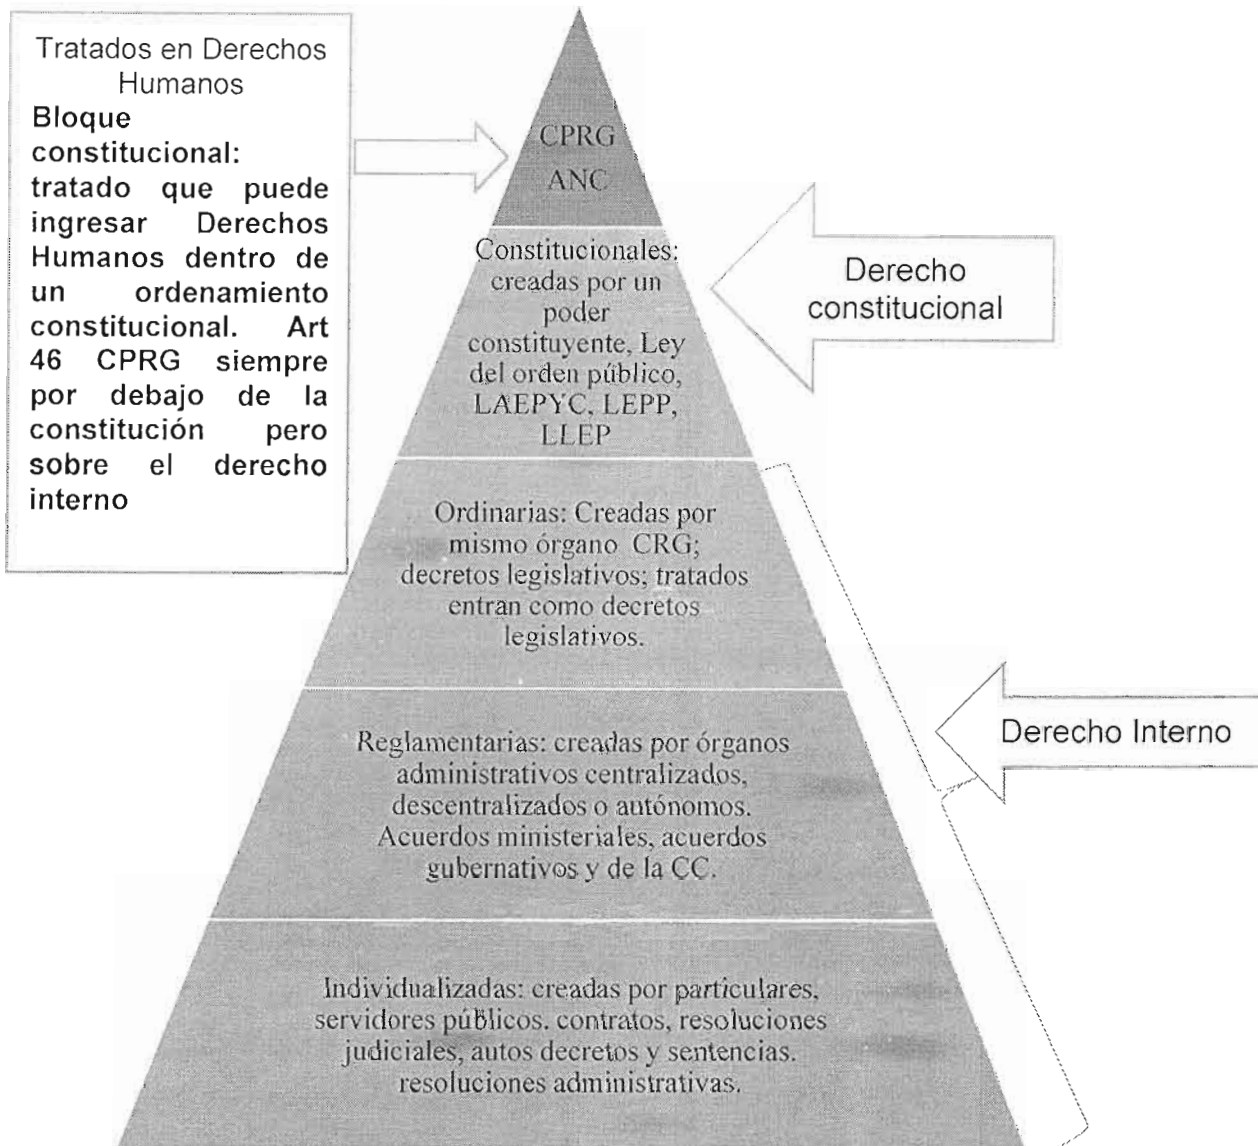 Tratados en Derechos
Humanos
Bloque
constitucional:
tratado que puede
ingresar Derechos
Humanos dentro de
un ordenamiento
constitucional. Art
46 CPRG siempre
por debajo de la
constitución pero
sobre el derecho
interno
CPRG
ANC
Constitucionales:
creadas por un
poder
constituyente, Ley
del orden público,
LAEPYC, LEPP,
LLEP
Derecho
constitucional
Ordinarias: Creadas por
mismo órgano CRG;
decretos legislativos; tratados
entran como decretos
legislativos.
Reglamentarias: creadas por órganos
administrativos centralizados,
descentralizados o autónomos.
Acuerdos ministeriales, acuerdos
gubernativos y de la CC.
Derecho Interno
Individualizadas: creadas por particulares,
servidores públicos. contratos, resoluciones
judiciales, autos decretos y sentencias.
resoluciones administrativas.